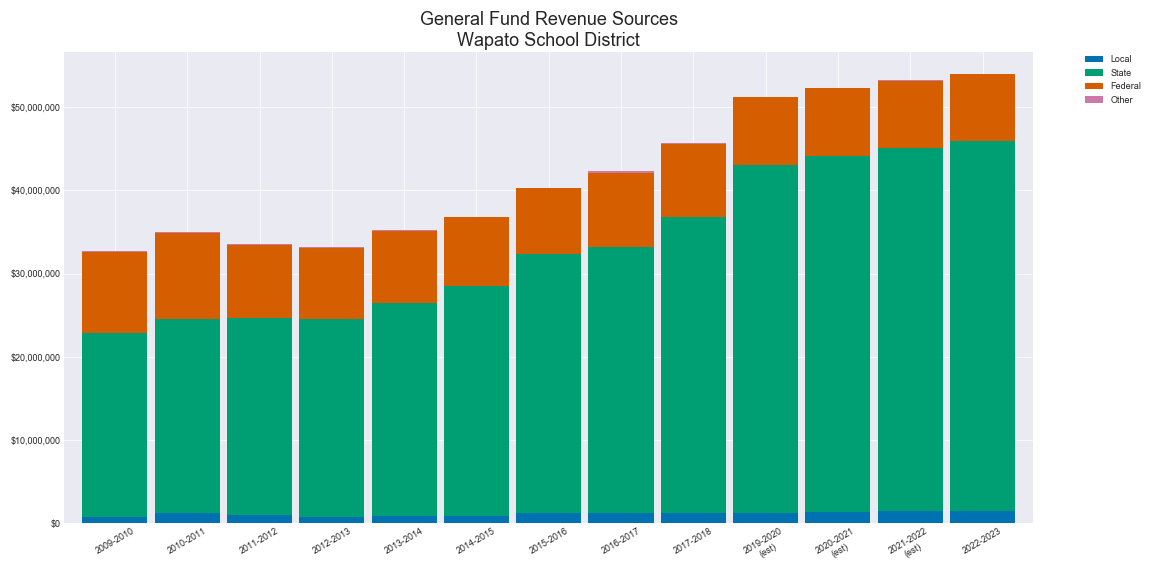 General Fund Revenue Sources
Wapato School District
Local
State
Federal
Other
$50,000,000
$40,000,000
$30,000,000
$20,000,000
$10,000,000
$0
2009-2010
2010-2011
2011-2012
2012-2013
2013-2014
2014-2015
2015-2016
2016-2017
2017-2018
2019-2020
(est)
2020-2021
(est)
2021-2022
(est)
2022-2023